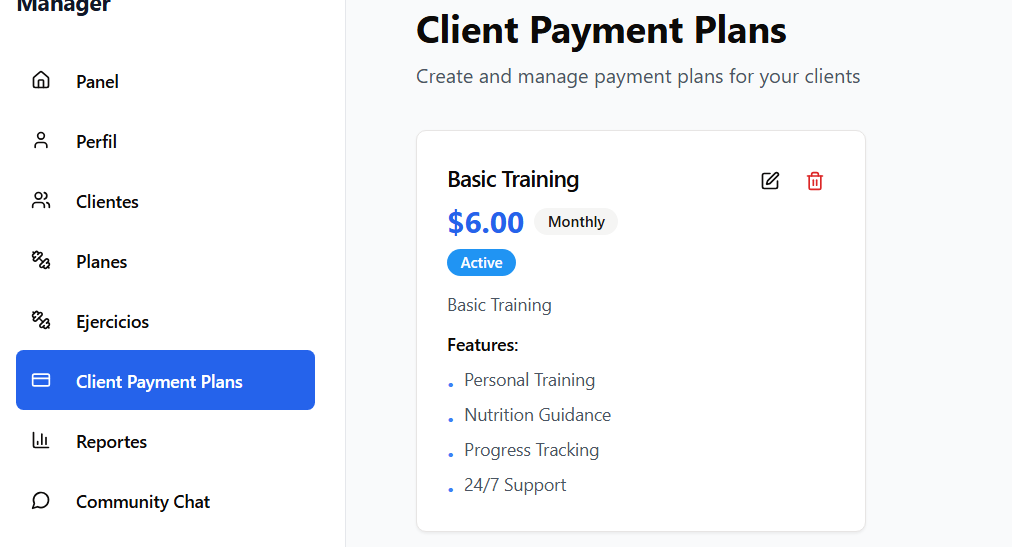 Manager
Panel
Perfil
Clientes
Planes
Ejercicios
Client Payment Plans
Reportes
Community Chat
Client Payment Plans
Create and manage payment plans for your clients
Basic Training
$6.00 Monthly
Active
Basic Training
Features:
• Personal Training
• Nutrition Guidance
• Progress Tracking
• 24/7 Support